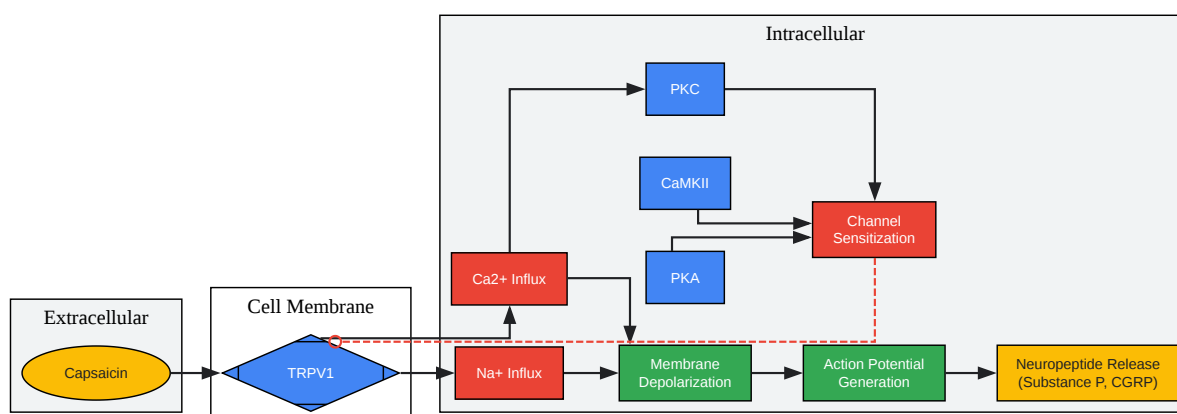 Intracellular
PKC
CaMKII
Channel
Sensitization
PKA
Ca2+ Influx
Cell Membrane
Extracellular
Capsaicin
TRPV1
Na+ Influx
Membrane
Depolarization
Action Potential
Generation
Neuropeptide Release
(Substance P, CGRP)